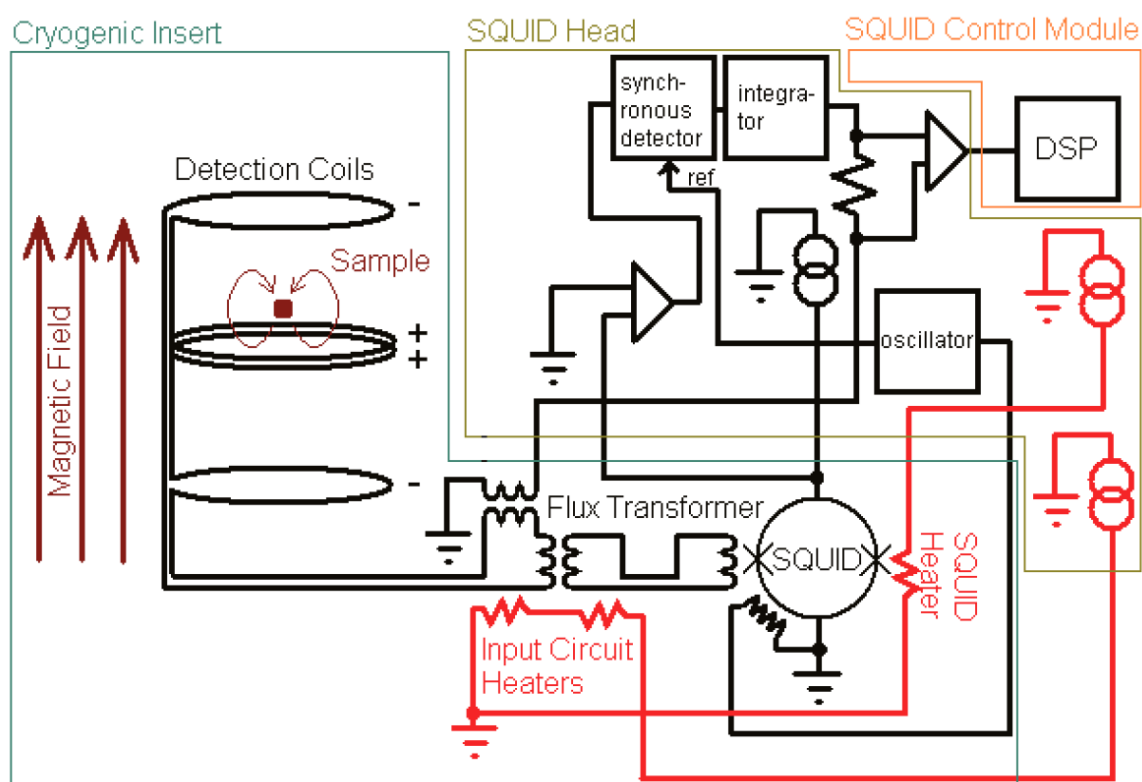 Cryogenic Insert
SQUID Head
SQUID Control Module
synch-
ronous
detector
integra-
tor
DSP
ref
Detection Coils
-
Sample
+
+
Magnetic Field
oscillator
-
Flux Transformer
SQUID
SQUID
Heater
Input Circuit
Heaters